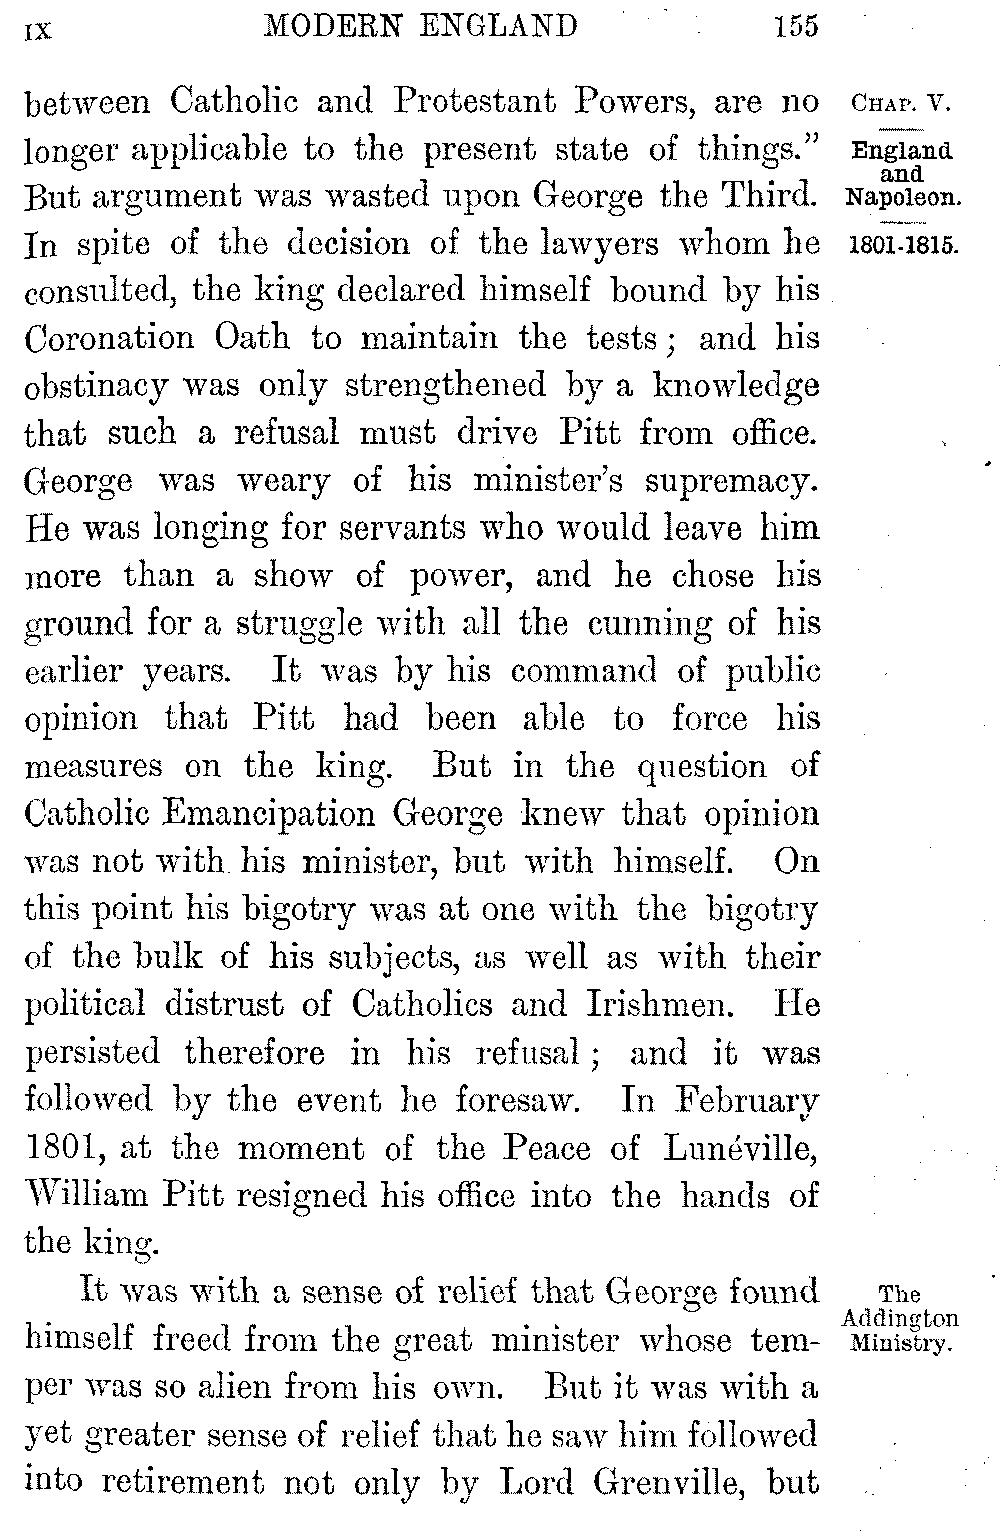 IX MODERN ENGLAND 155
between Catholic and Protestant Powers, are no
longer applicable to the present state of things.”
But argument was wasted upon George the Third.
In spite of the decision of the lawyers whom he
consulted, the king declared himself bound by his
Coronation Oath to maintain the tests; and his
obstinacy was only strengthened by a knowledge
that such a refusal must drive Pitt from office.
George was weary of his minister’s supremacy.
He was longing for servants who would leave him
more than a show of power, and he chose his
ground for a struggle with all the cunning of his
earlier years. It was by his command of public
opinion that Pitt had been able to force his
measures on the king. But in the question of
Catholic Emancipation George knew that opinion
was not with his minister, but with himself. On
this point his bigotry was at one with the bigotry
of the bulk of his subjects, as well as with their
political distrust of Catholics and Irishmen. He
persisted therefore in his refusal; and it was
followed by the event he foresaw. In February
1801, at the moment of the Peace of Lunéville,
William Pitt resigned his office into the hands of
the king.
It was with a sense of relief that George found
himself freed from the great minister whose tem-
per was so alien from his own. But it was with a
yet greater sense of relief that he saw him followed
into retirement not only by Lord Grenville, but
CHAP. V.
England
and
Napoleon.
1801-1815.
The
Addington
Ministry.